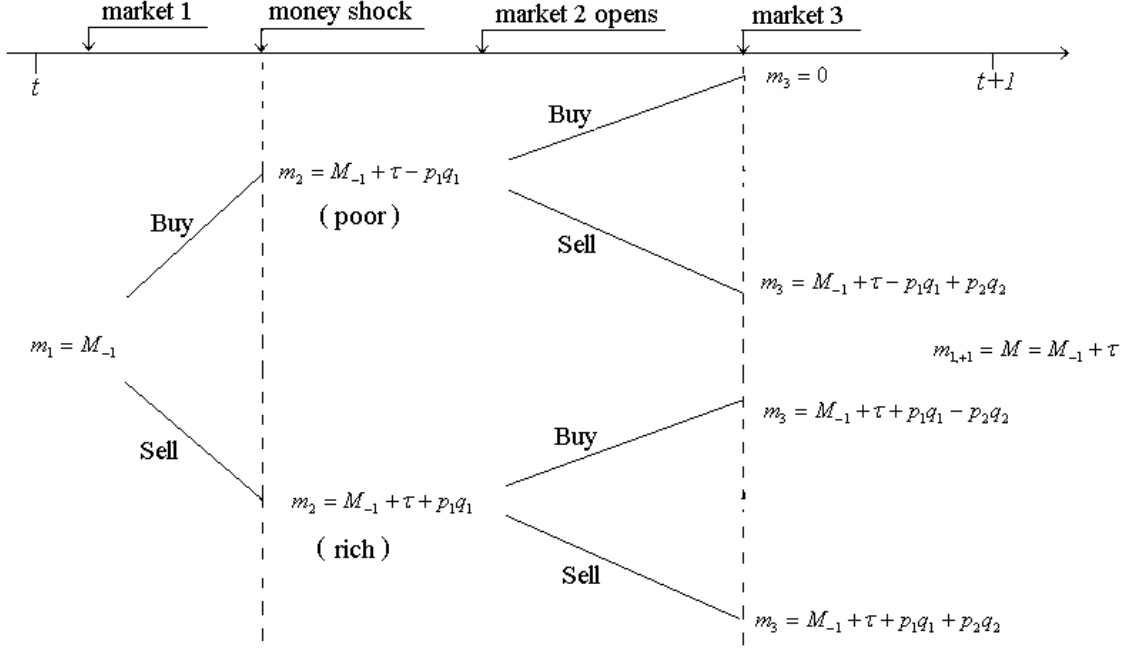 market 1 money shock market 2 opens market 3
t t+1
m₃ = 0
Buy
m₂ = M₋₁ + τ − p₁q₁
( poor )
Buy
Sell
m₃ = M₋₁ + τ − p₁q₁ + p₂q₂
m₁ = M₋₁
m₁,₊₁ = M = M₋₁ + τ
m₃ = M₋₁ + τ + p₁q₁ − p₂q₂
Buy
Sell
m₂ = M₋₁ + τ + p₁q₁
( rich )
Sell
m₃ = M₋₁ + τ + p₁q₁ + p₂q₂